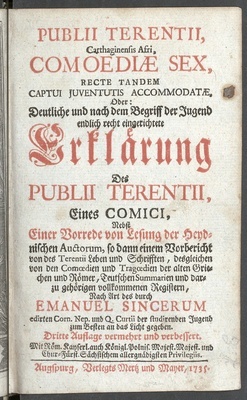 PUBLII TERENTII,
Carthaginensis Afri,
COMOEDIÆ SEX,
RECTE TANDEM
CAPTUI JUVENTUTIS ACCOMMODATÆ,
Oder:
Deutliche und nach dem Begriff der Jugend
endlich recht eingerichtete
Erklärung
Des
PUBLII TERENTII,
Eines COMICI,
Nebst
Einer Vorrede von Lesung der Heyd-
nischen Auctorum, so dann einem Vorbericht
von des Terentii Leben und Schrifften, desgleichen
von den Comœdien und Tragœdien der alten Grie-
chen und Römer, Teutschen Summarien und dar-
zu gehörigen vollkommenen Registern,
Nach Art des durch
EMANUEL SINCERUM
edirten Corn. Nep. und Q. Curtii der studirenden Jugend
zum Besten an das Licht gegeben.
Dritte Auflage vermehrt und verbessert.
Mit Röm. Kayserl. auch Königl. Pohln. Majest. Majest. und
Chur-Fürstl. Sächsischem allergnädigsten Privilegiis.
Augspurg, Verlegts Mertz und Mayer, 1735.